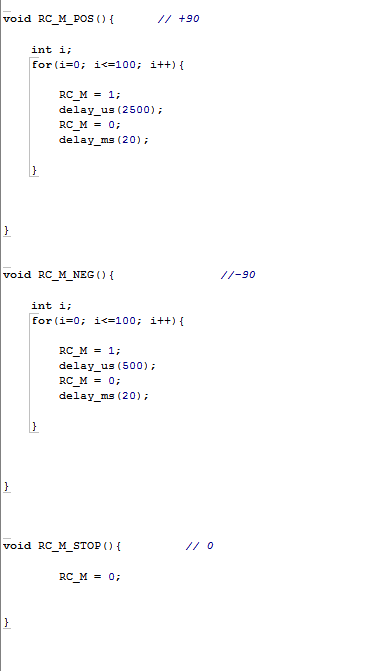 void RC_M_POS(){      // +90
    int i;
    for(i=0; i<=100; i++){
        RC_M = 1;
        delay_us(2500);
        RC_M = 0;
        delay_ms(20);
    }
}
void RC_M_NEG(){               //-90
    int i;
    for(i=0; i<=100; i++){
        RC_M = 1;
        delay_us(500);
        RC_M = 0;
        delay_ms(20);
    }
}
void RC_M_STOP(){         // 0
        RC_M = 0;
}